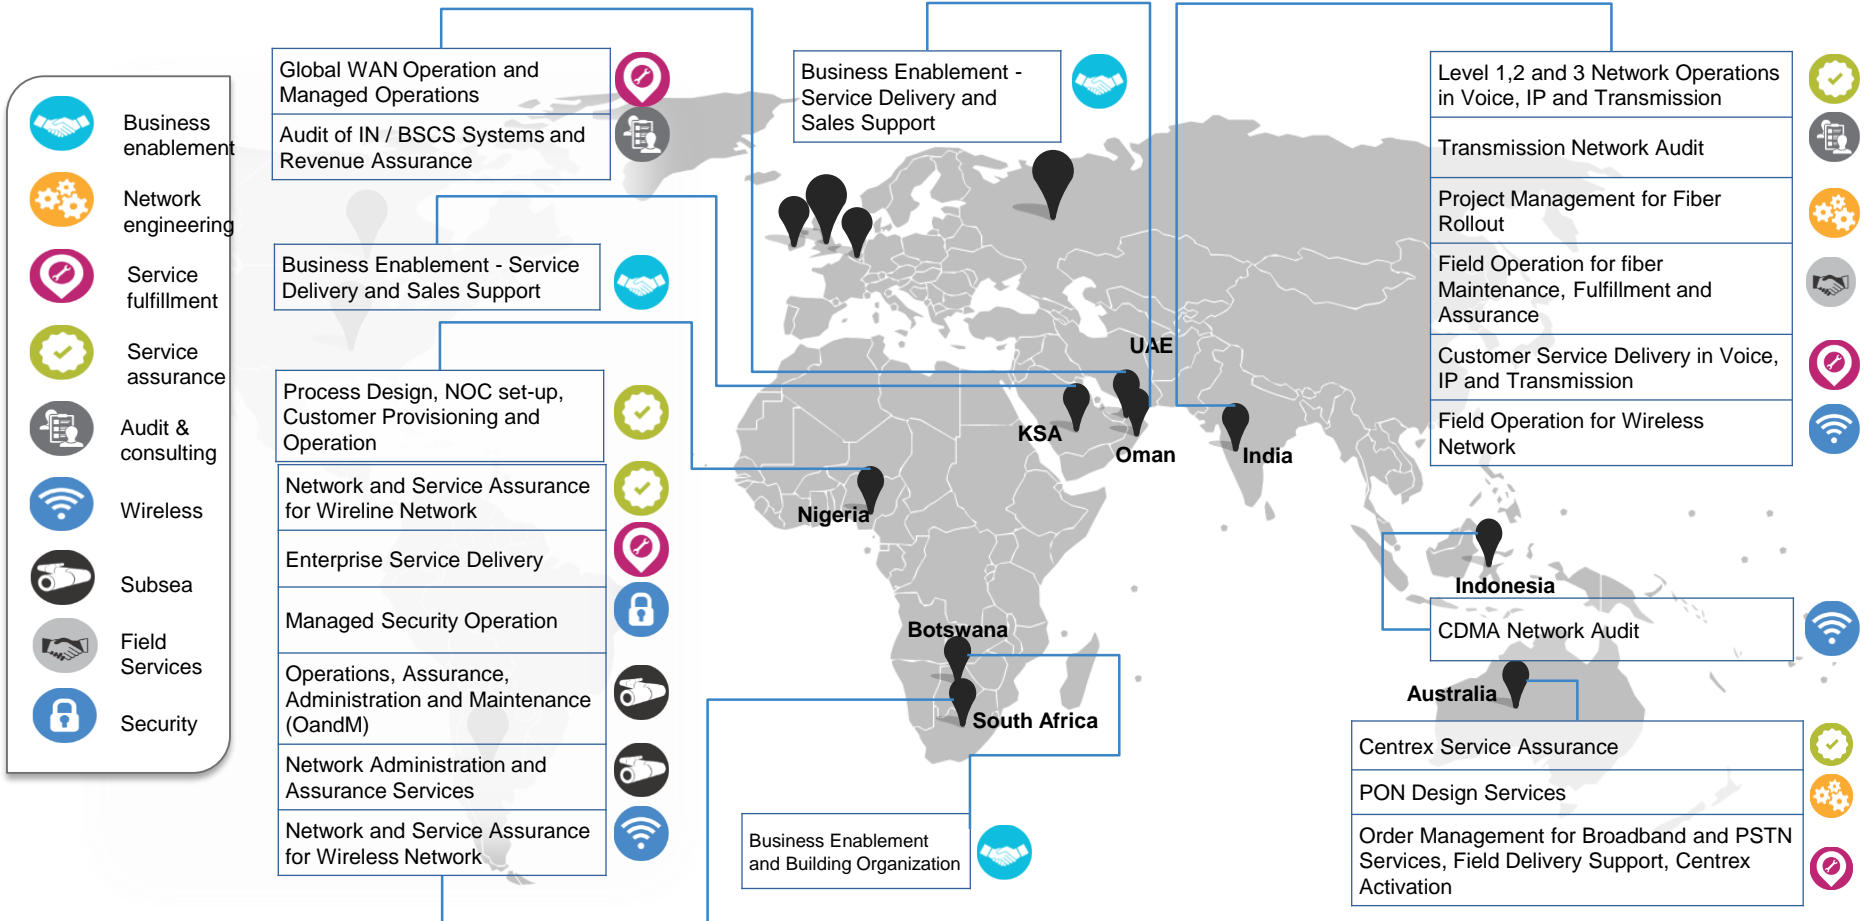 Business
enablement
Network
engineering
Service
fulfillment
Service
assurance
Audit &
consulting
Wireless
Subsea
Field
Services
Security
Global WAN Operation and
Managed Operations
Audit of IN / BSCS Systems and
Revenue Assurance
Business Enablement - Service
Delivery and Sales Support
Process Design, NOC set-up,
Customer Provisioning and
Operation
Network and Service Assurance
for Wireline Network
Enterprise Service Delivery
Managed Security Operation
Operations, Assurance,
Administration and Maintenance
(OandM)
Network Administration and
Assurance Services
Network and Service Assurance
for Wireless Network
Business Enablement -
Service Delivery and
Sales Support
UAE
KSA
Oman
India
Nigeria
Botswana
South Africa
Business Enablement
and Building Organization
Level 1,2 and 3 Network Operations
in Voice, IP and Transmission
Transmission Network Audit
Project Management for Fiber
Rollout
Field Operation for fiber
Maintenance, Fulfillment and
Assurance
Customer Service Delivery in Voice,
IP and Transmission
Field Operation for Wireless
Network
Indonesia
CDMA Network Audit
Australia
Centrex Service Assurance
PON Design Services
Order Management for Broadband and PSTN
Services, Field Delivery Support, Centrex
Activation